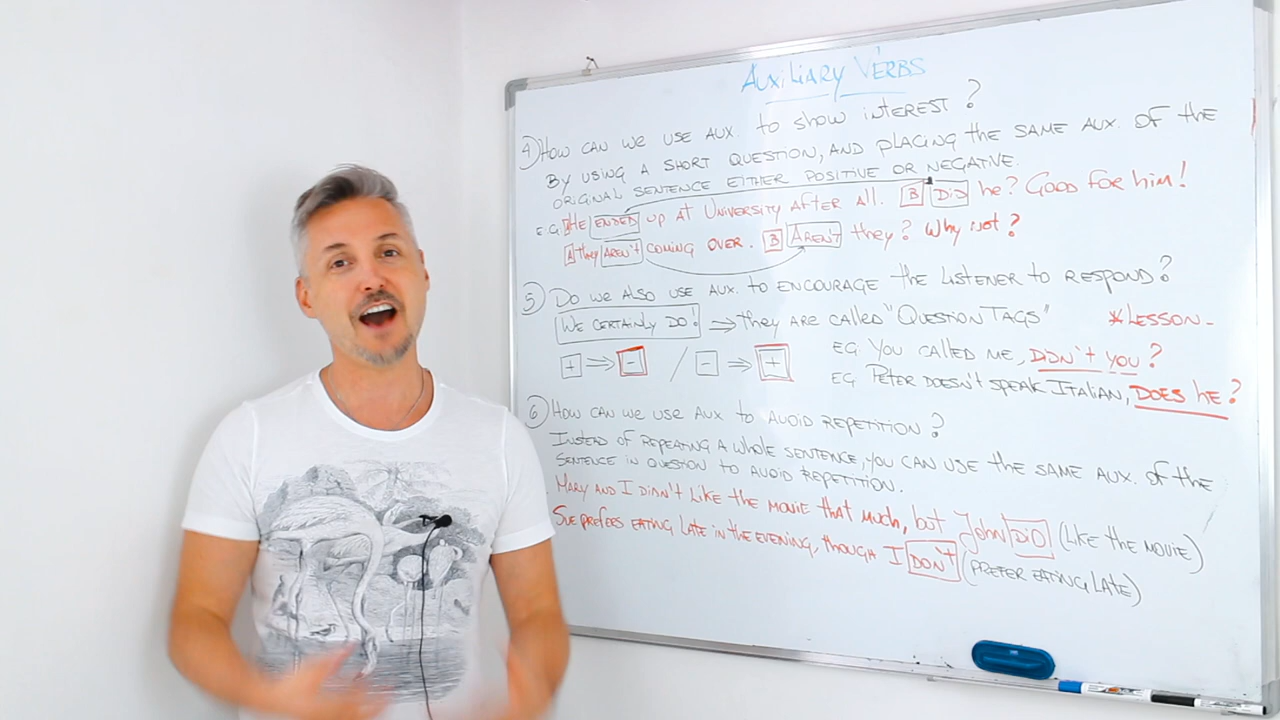 Auxiliary Verbs
4) How can we use aux. to show interest?
By using a short question, and placing the same aux. of the
original sentence either positive or negative.
E.G. A He ended up at University after all. B Did he? Good for him!
A They aren't coming over. B Aren't they? Why not?
5) Do we also use aux. to encourage the listener to respond?
We certainly do! ⇒ they are called "Question Tags" *Lesson-
+ ⇒ - / - ⇒ + EG. You called me, didn't you?
EG Peter doesn't speak Italian, does he?
6) How can we use aux to avoid repetition?
Instead of repeating a whole sentence, you can use the same aux. of the
sentence in question to avoid repetition.
Mary and I didn't like the movie that much, but John did (like the movie)
Sue prefers eating late in the evening, though I don't (prefer eating late)